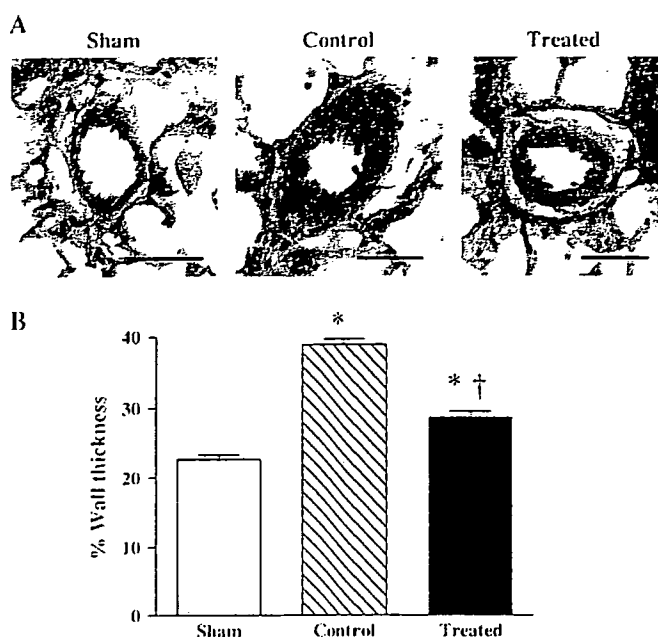 A
Sham Control Treated
B
% Wall thickness
40
30
20
10
0
*
* †
Sham Control Treated